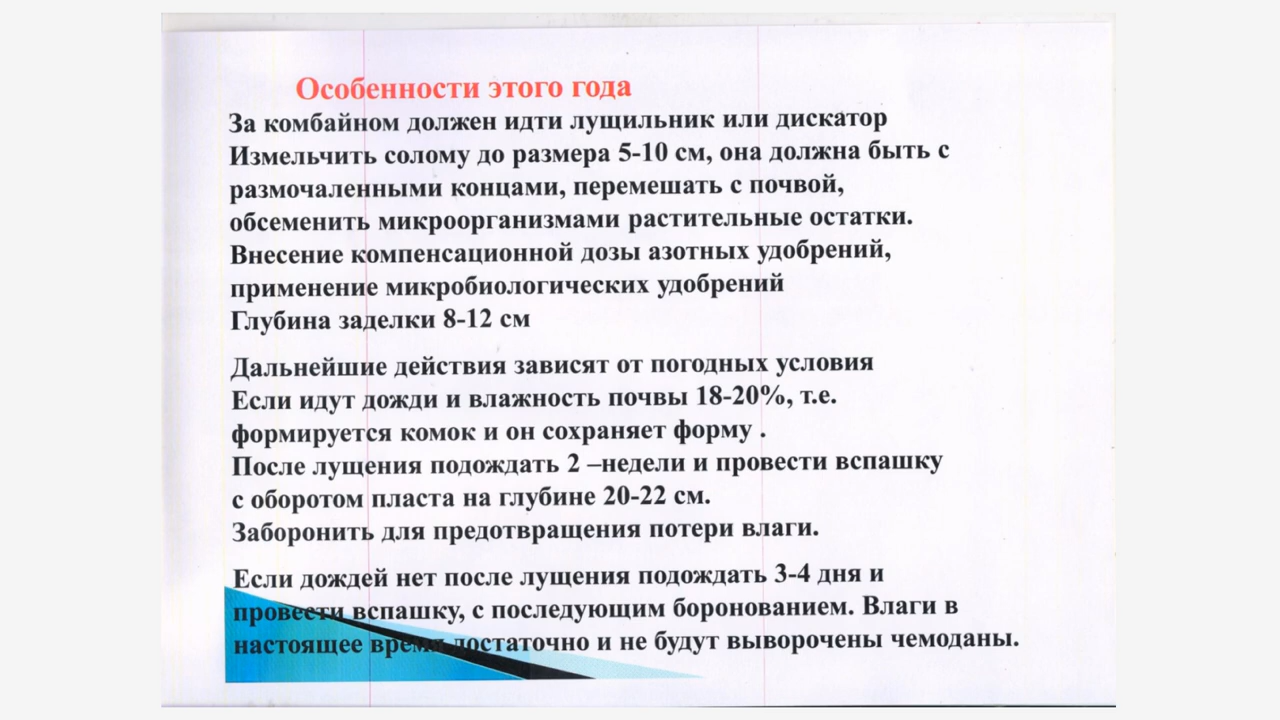 Особенности этого года
За комбайном должен идти лущильник или дискатор
Измельчить солому до размера 5-10 см, она должна быть с
размочаленными концами, перемешать с почвой,
обсеменить микроорганизмами растительные остатки.
Внесение компенсационной дозы азотных удобрений,
применение микробиологических удобрений
Глубина заделки 8-12 см
Дальнейшие действия зависят от погодных условия
Если идут дожди и влажность почвы 18-20%, т.е.
формируется комок и он сохраняет форму .
После лущения подождать 2 –недели и провести вспашку
с оборотом пласта на глубине 20-22 см.
Заборонить для предотвращения потери влаги.
Если дождей нет после лущения подождать 3-4 дня и
провести вспашку, с последующим боронованием. Влаги в
настоящее время достаточно и не будут выворочены чемоданы.